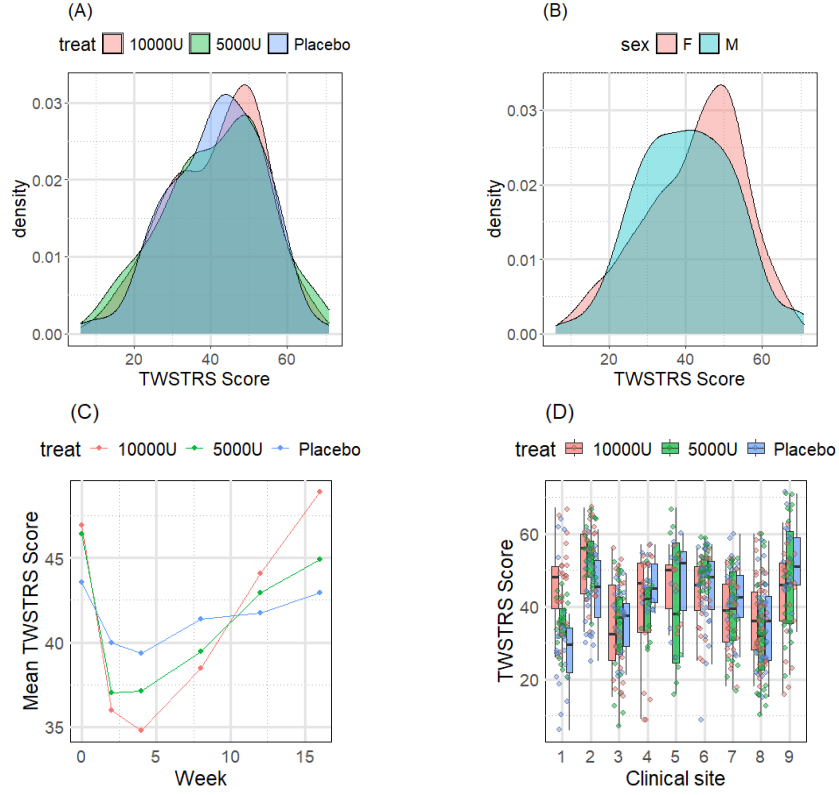 (A)
treat 10000U 5000U Placebo
0.03
0.02
0.01
0.00
density
20 40 60
TWSTRS Score
(B)
sex F M
0.03
0.02
0.01
0.00
density
20 40 60
TWSTRS Score
(C)
treat 10000U 5000U Placebo
45
40
35
Mean TWSTRS Score
0 5 10 15
Week
(D)
treat 10000U 5000U Placebo
60
40
20
TWSTRS Score
1 2 3 4 5 6 7 8 9
Clinical site